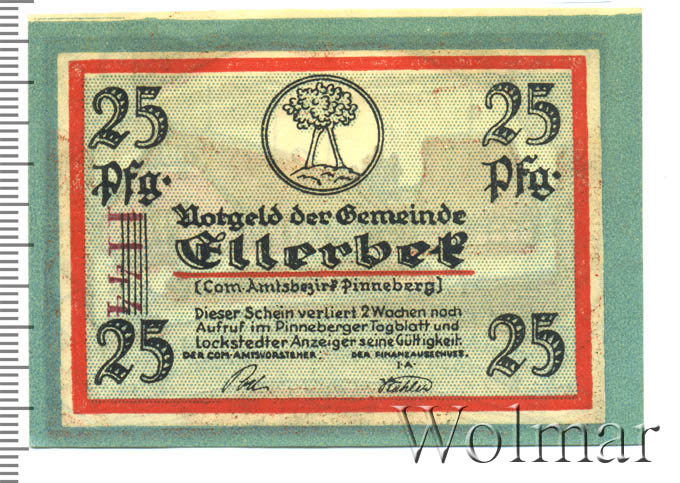 25 25
Pfg. Pfg.
Notgeld der Gemeinde
Ellerbek
(Com. Amtsbezirk Pinneberg)
Dieser Schein verliert 2 Wochen nach
Aufruf im Pinneberger Tagblatt und
Lockstedter Anzeiger seine Gültigkeit.
DER COM-AMTSVORSTEHER: DER FINANZAUSSCHUSS.
I·A
25 25
Wolmar